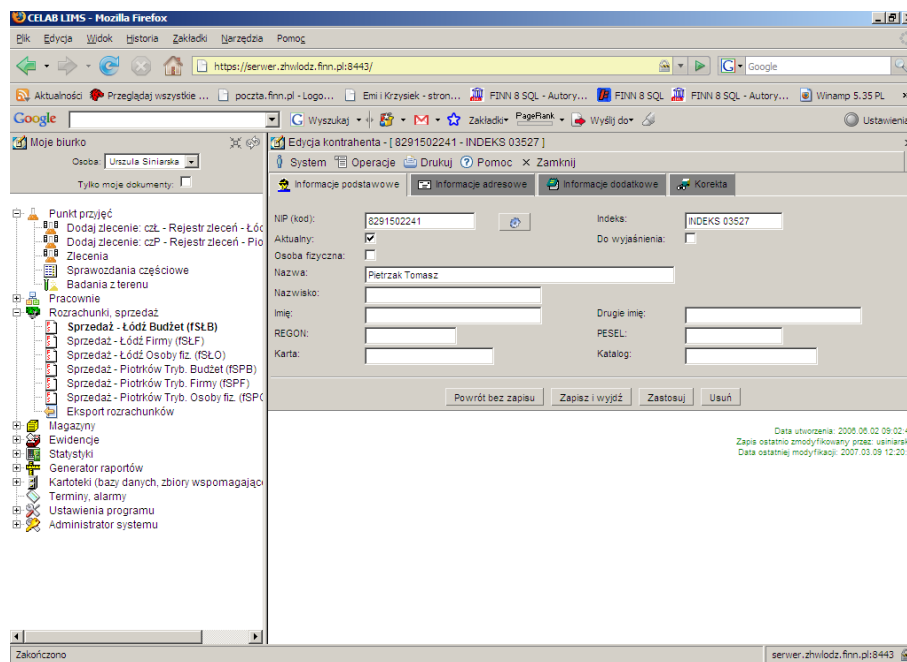 CELAB LIMS - Mozilla Firefox
Plik Edycja Widok Historia Zakładki Narzędzia Pomoc
https://serwer.zhwlodz.finn.pl:8443/ Google
Aktualności Przeglądaj wszystkie ... poczta.finn.pl - Logo... Emi i Krzysiek - stron... FINN 8 SQL - Autory... FINN 8 SQL FINN 8 SQL - Autory... Winamp 5.35 PL
Google Wyszukaj Zakładki PageRank Wyślij do Ustawienia
Moje biurko
Osoba: Urszula Siniarska
Tylko moje dokumenty:
Punkt przyjęć
Dodaj zlecenie: czŁ - Rejestr zleceń - Łód
Dodaj zlecenie: czP - Rejestr zleceń - Pio
Zlecenia
Sprawozdania częściowe
Badania z terenu
Pracownie
Rozrachunki, sprzedaż
Sprzedaż - Łódź Budżet (fSŁB)
Sprzedaż - Łódź Firmy (fSŁF)
Sprzedaż - Łódź Osoby fiz. (fSŁO)
Sprzedaż - Piotrków Tryb. Budżet (fSPB)
Sprzedaż - Piotrków Tryb. Firmy (fSPF)
Sprzedaż - Piotrków Tryb. Osoby fiz. (fSPO
Eksport rozrachunków
Magazyny
Ewidencje
Statystyki
Generator raportów
Kartoteki (bazy danych, zbiory wspomagające
Terminy, alarmy
Ustawienia programu
Administrator systemu
Edycja kontrahenta - [ 8291502241 - INDEKS 03527 ]
System Operacje Drukuj Pomoc Zamknij
Informacje podstawowe Informacje adresowe Informacje dodatkowe Korekta
NIP (kod): 8291502241 Indeks: INDEKS 03527
Aktualny: Do wyjaśnienia:
Osoba fizyczna:
Nazwa: Pietrzak Tomasz
Nazwisko:
Imię: Drugie imię:
REGON: PESEL:
Karta: Katalog:
Powrót bez zapisu Zapisz i wyjdź Zastosuj Usuń
Data utworzenia: 2006.06.02 09:02:4
Zapis ostatnio zmodyfikowany przez: usiniarsk
Data ostatniej modyfikacji: 2007.03.09 12:20:
Zakończono serwer.zhwlodz.finn.pl:8443